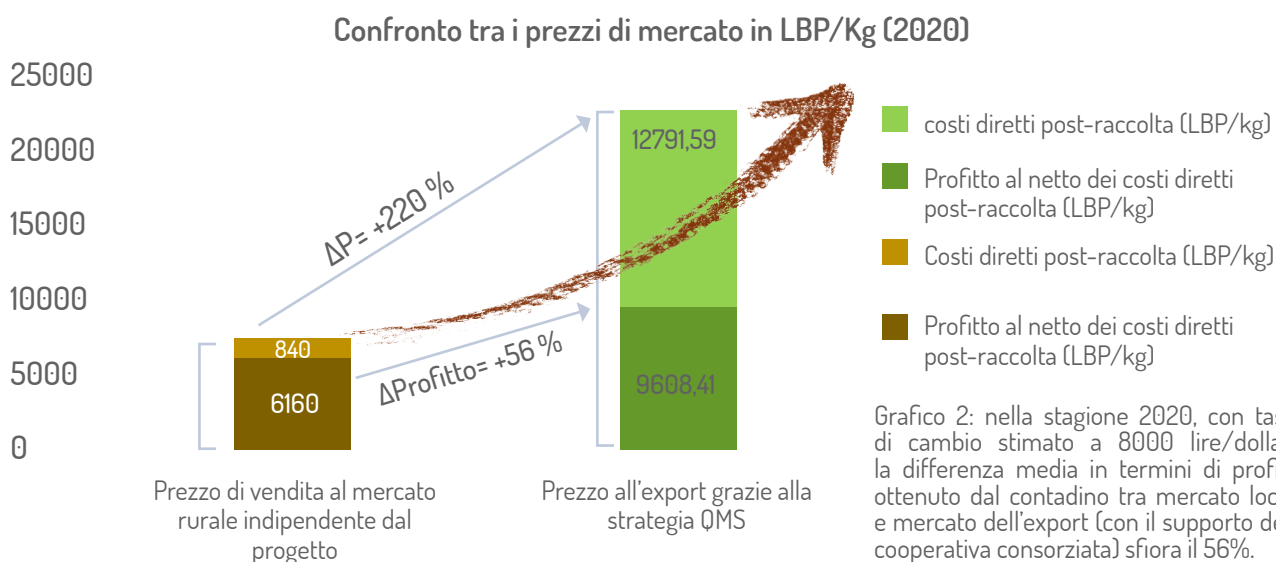 Confronto tra i prezzi di mercato in LBP/Kg (2020)
25000
20000
15000
10000
5000
0
ΔP= +220 %
ΔProfitto= +56 %
840
6160
12791,59
9608,41
Prezzo di vendita al mercato
rurale indipendente dal
progetto
Prezzo all'export grazie alla
strategia QMS
costi diretti post-raccolta (LBP/kg)
Profitto al netto dei costi diretti
post-raccolta (LBP/kg)
Costi diretti post-raccolta (LBP/kg)
Profitto al netto dei costi diretti
post-raccolta (LBP/kg)
Grafico 2: nella stagione 2020, con
di cambio stimato a 8000
la differenza media in termini di
ottenuto dal contadino tra mercato
e mercato dell'export (con il supporto
cooperativa consorziata) sfiora il 56%.